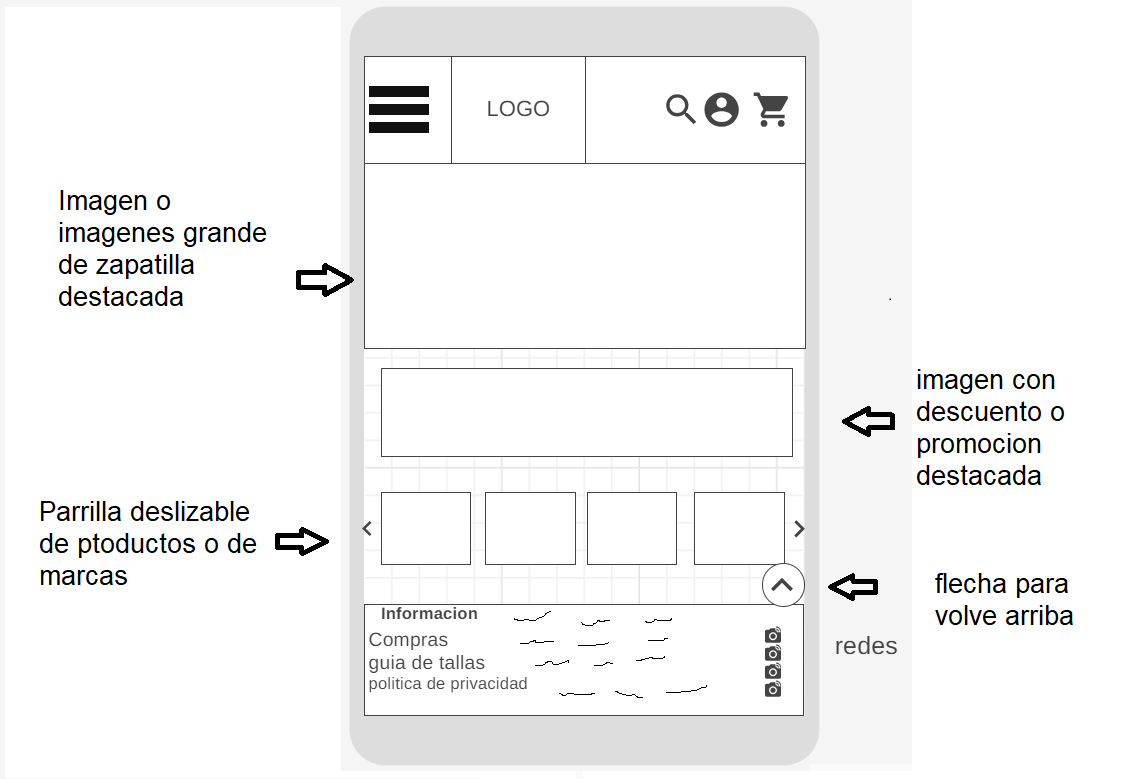 LOGO
Imagen o
imagenes grande
de zapatilla
destacada
imagen con
descuento o
promocion
destacada
Parrilla deslizable
de ptoductos o de
marcas
flecha para
volve arriba
Informacion
Compras
guia de tallas
politica de privacidad
redes